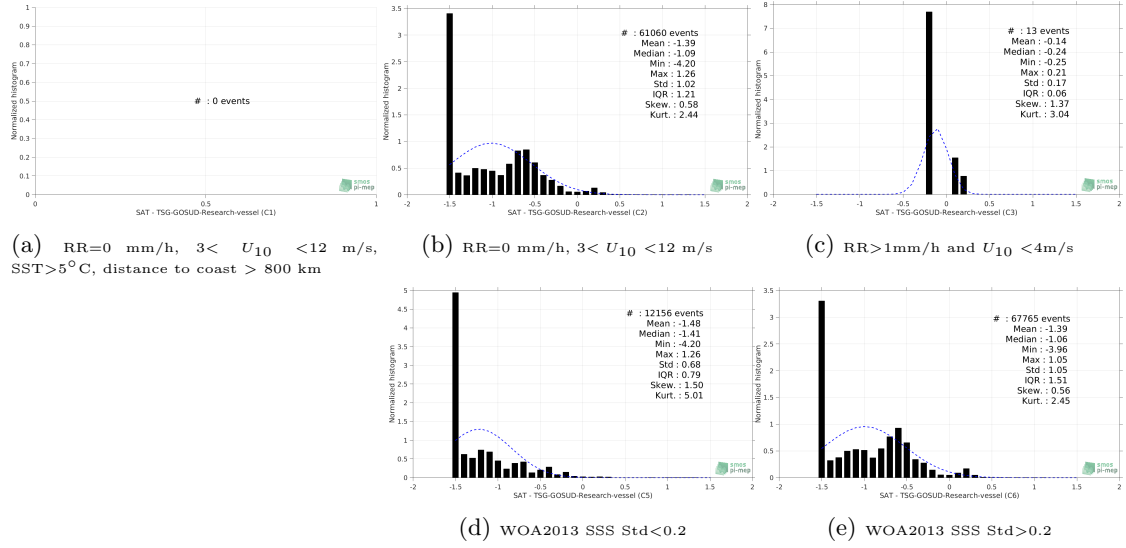 1
0.9
0.8
0.7
0.6
0.5
0.4
0.3
0.2
0.1
0
Normalized histogram
# : 0 events
smos
pi-mep
0 0.5 1
SAT - TSG-GOSUD-Research-vessel (C1)
(a) RR=0 mm/h, 3< U10 <12 m/s,
SST>5°C, distance to coast > 800 km
3.5
3
2.5
2
1.5
1
0.5
0
Normalized histogram
# : 61060 events
Mean : -1.39
Median : -1.09
Min : -4.20
Max : 1.26
Std : 1.02
IQR : 1.21
Skew. : 0.58
Kurt. : 2.44
smos
pi-mep
-2 -1.5 -1 -0.5 0 0.5 1 1.5 2
SAT - TSG-GOSUD-Research-vessel (C2)
(b) RR=0 mm/h, 3< U10 <12 m/s
8
7
6
5
4
3
2
1
0
Normalized histogram
# : 13 events
Mean : -0.14
Median : -0.24
Min : -0.25
Max : 0.21
Std : 0.17
IQR : 0.06
Skew. : 1.37
Kurt. : 3.04
smos
pi-mep
-2 -1.5 -1 -0.5 0 0.5 1 1.5 2
SAT - TSG-GOSUD-Research-vessel (C3)
(c) RR>1mm/h and U10 <4m/s
5
4.5
4
3.5
3
2.5
2
1.5
1
0.5
0
Normalized histogram
# : 12156 events
Mean : -1.48
Median : -1.41
Min : -4.20
Max : 1.26
Std : 0.68
IQR : 0.79
Skew. : 1.50
Kurt. : 5.01
smos
pi-mep
-2 -1.5 -1 -0.5 0 0.5 1 1.5 2
SAT - TSG-GOSUD-Research-vessel (C5)
(d) WOA2013 SSS Std<0.2
3.5
3
2.5
2
1.5
1
0.5
0
Normalized histogram
# : 67765 events
Mean : -1.39
Median : -1.06
Min : -3.96
Max : 1.05
Std : 1.05
IQR : 1.51
Skew. : 0.56
Kurt. : 2.45
smos
pi-mep
-2 -1.5 -1 -0.5 0 0.5 1 1.5 2
SAT - TSG-GOSUD-Research-vessel (C6)
(e) WOA2013 SSS Std>0.2